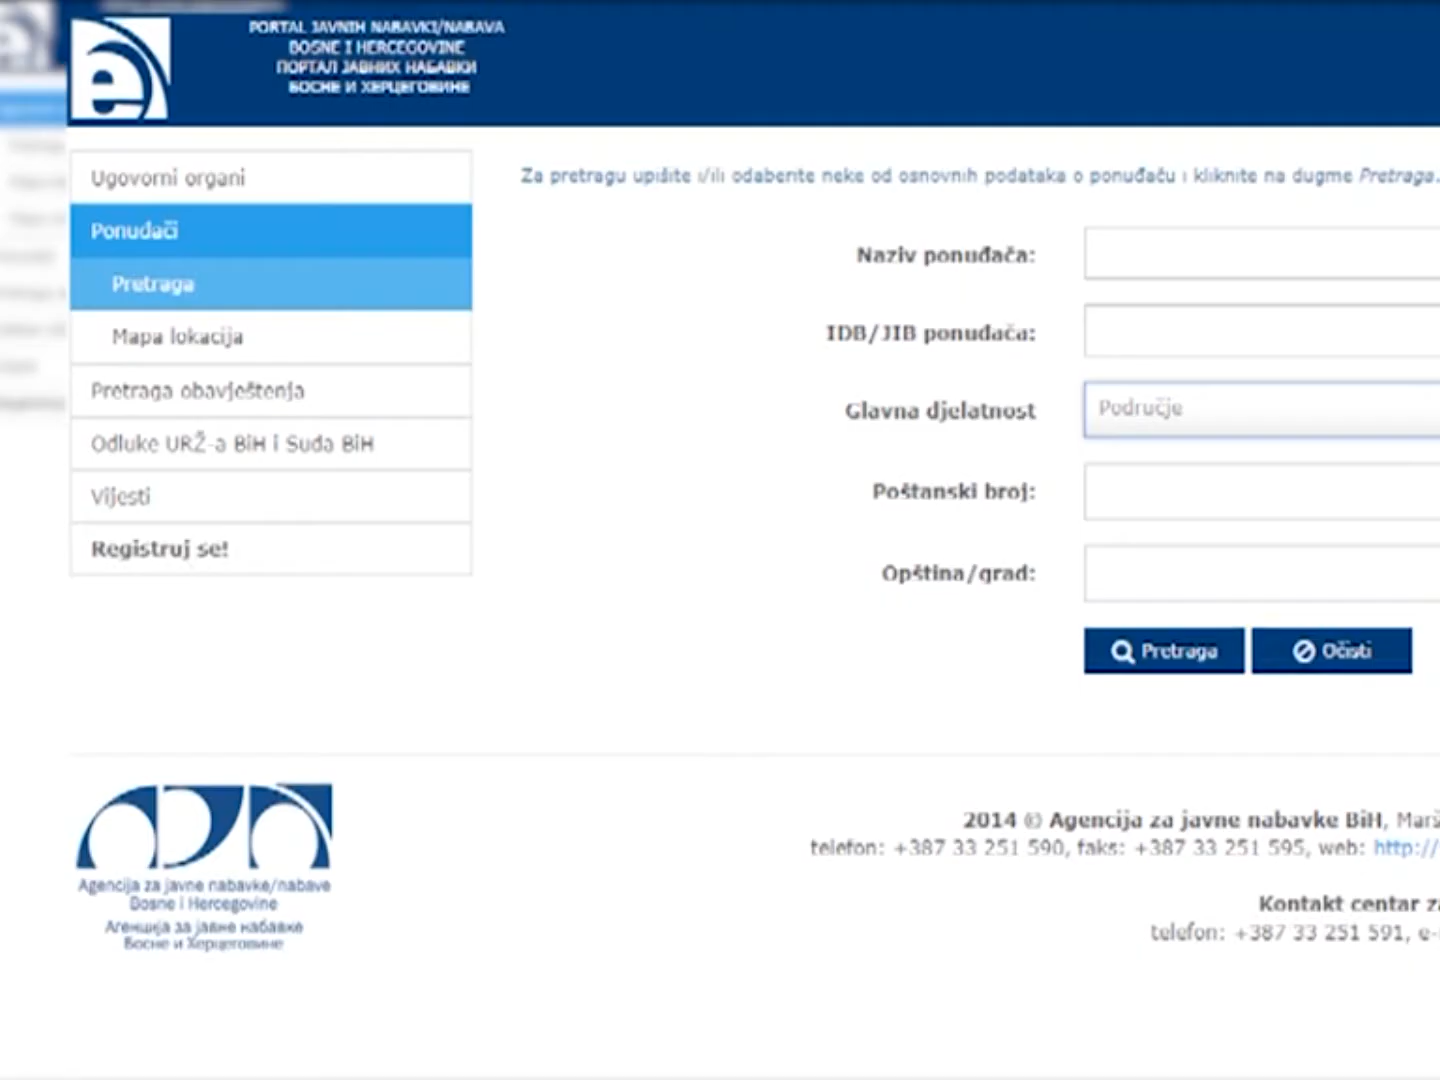 PORTAL JAVNIH NABAVKI/NABAVA
BOSNE I HERCEGOVINE
ПОРТАЛ ЈАВНИХ НАБАВКИ
БОСНЕ И ХЕРЦЕГОВИНЕ
Ugovorni organi
Ponuđači
Pretraga
Mapa lokacija
Pretraga obavještenja
Odluke URŽ-a BiH i Suda BiH
Vijesti
Registruj se!
Za pretragu upišite i/ili odaberite neke od osnovnih podataka o ponuđaču i kliknite na dugme Pretraga.
Naziv ponuđača:
IDB/JIB ponuđača:
Glavna djelatnost
Područje
Poštanski broj:
Opština/grad:
Pretraga
Očisti
Agencija za javne nabavke/nabave
Bosne i Hercegovine
Агенција за јавне набавке
Босне и Херцеговине
2014 © Agencija za javne nabavke BiH, Marš
telefon: +387 33 251 590, faks: +387 33 251 595, web: http://
Kontakt centar za
telefon: +387 33 251 591, e-